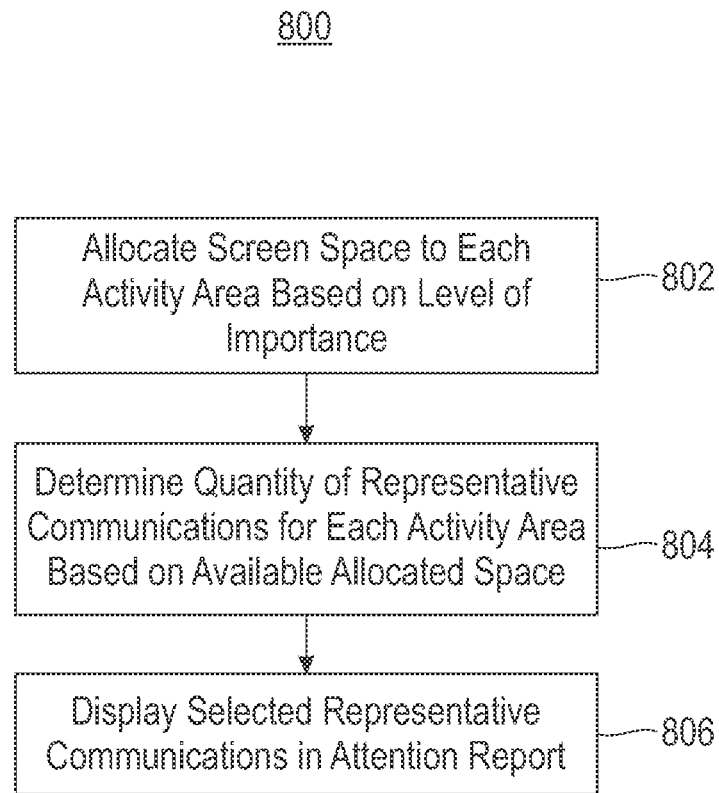 800
Allocate Screen Space to Each
Activity Area Based on Level of
Importance
802
Determine Quantity of Representative
Communications for Each Activity Area
Based on Available Allocated Space
804
Display Selected Representative
Communications in Attention Report
806